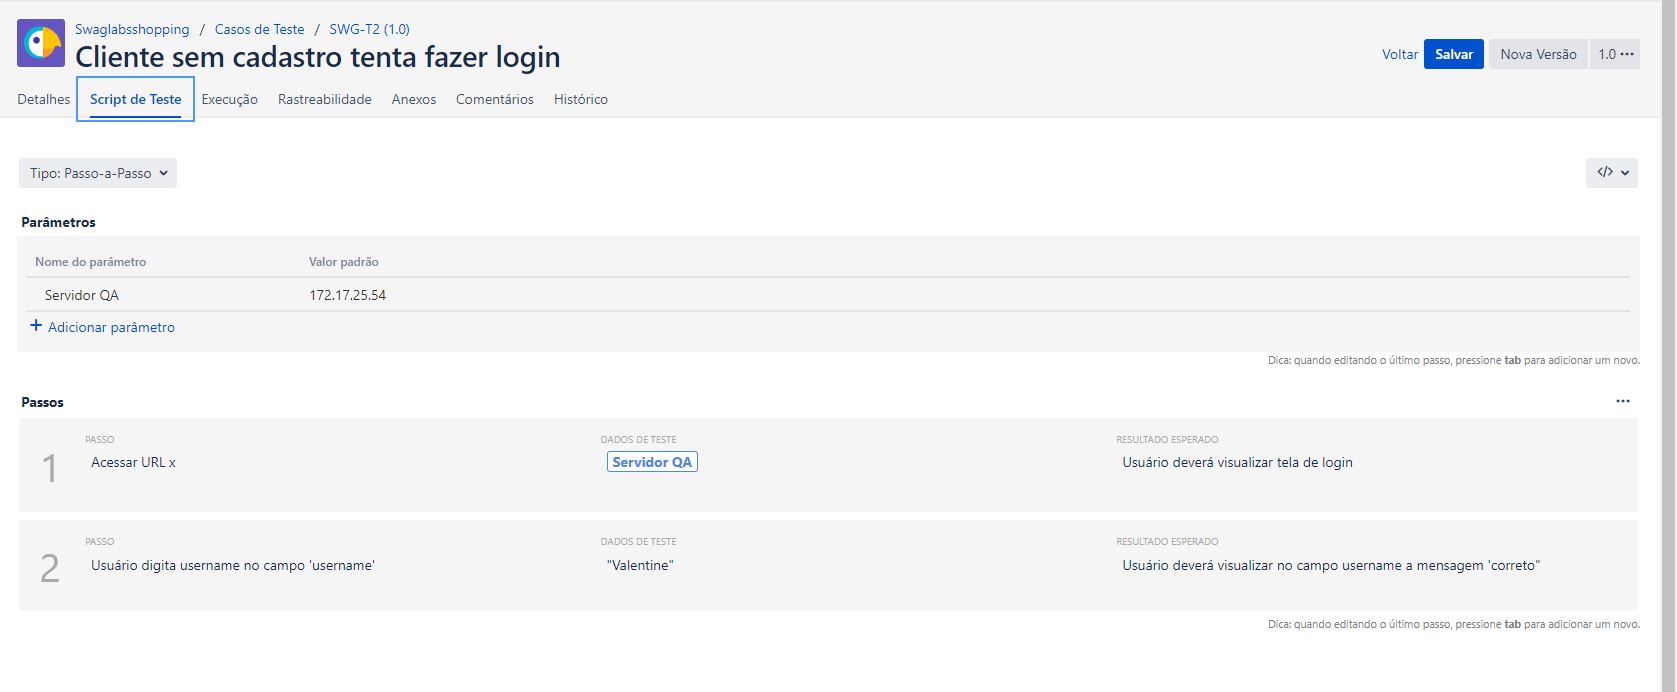 Swaglabsshopping / Casos de Teste / SWG-T2 (1.0)
Cliente sem cadastro tenta fazer login
Voltar Salvar Nova Versão 1.0 ···
Detalhes Script de Teste Execução Rastreabilidade Anexos Comentários Histórico
Tipo: Passo-a-Passo </>
Parâmetros
Nome do parâmetro Valor padrão
Servidor QA 172.17.25.54
+ Adicionar parâmetro
Dica: quando editando o último passo, pressione tab para adicionar um novo.
Passos ···
PASSO DADOS DE TESTE RESULTADO ESPERADO
1 Acessar URL x Servidor QA Usuário deverá visualizar tela de login
PASSO DADOS DE TESTE RESULTADO ESPERADO
2 Usuário digita username no campo 'username' "Valentine" Usuário deverá visualizar no campo username a mensagem 'correto"
Dica: quando editando o último passo, pressione tab para adicionar um novo.